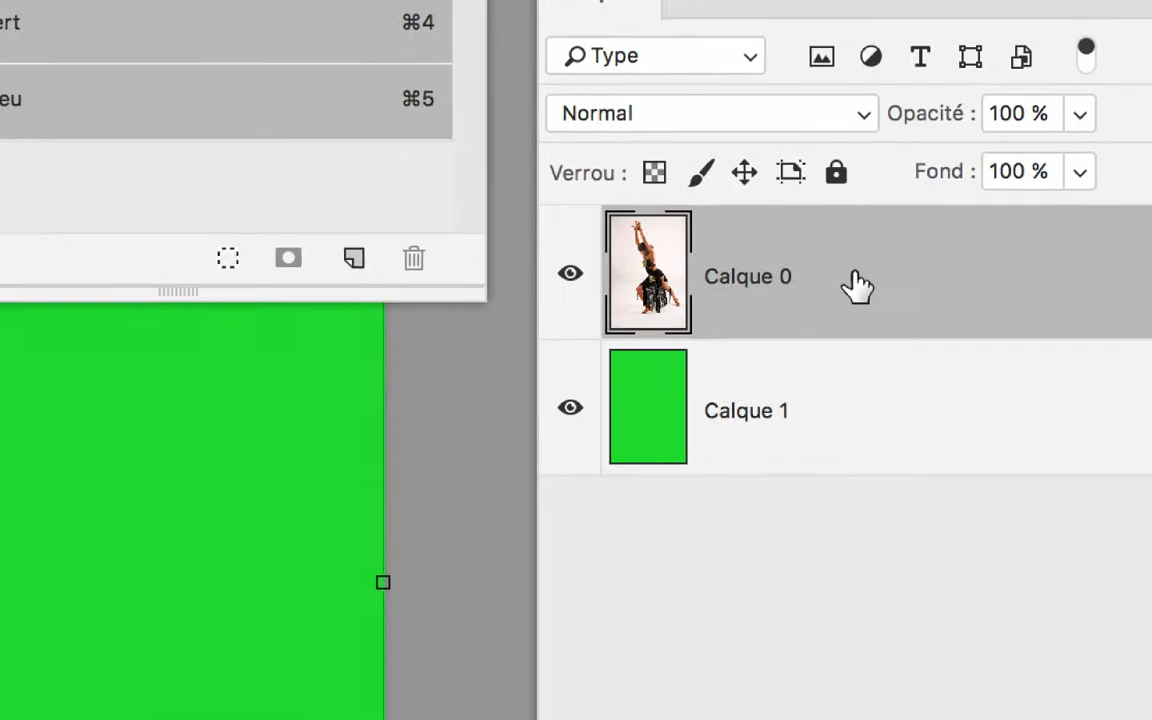 ert ⌘4
eu ⌘5
Type
Normal Opacité : 100 %
Verrou : Fond : 100 %
Calque 0
Calque 1